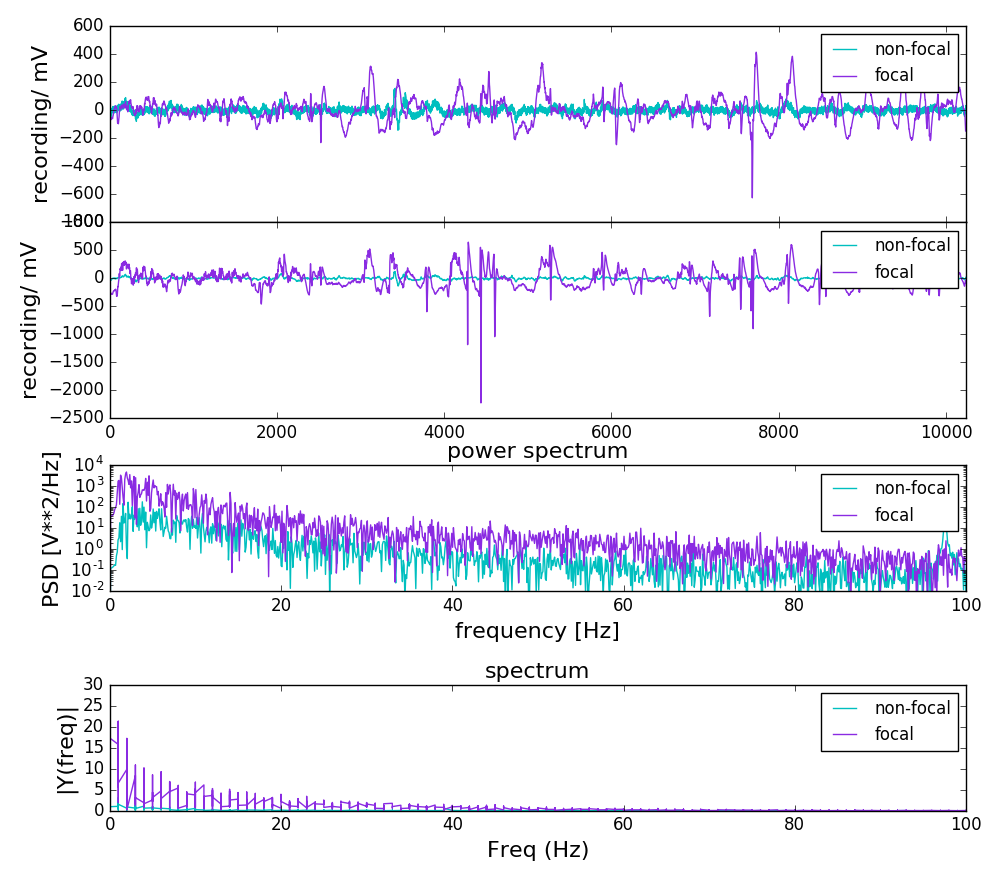 600
400
200
0
−200
−400
−600
recording/ mV
non-focal
focal
1000
500
0
−500
−1000
−1500
−2000
−2500
recording/ mV
non-focal
focal
0 2000 4000 6000 8000 10000
power spectrum
10^4
10^3
10^2
10^1
10^0
10^-1
10^-2
PSD [V**2/Hz]
non-focal
focal
0 20 40 60 80 100
frequency [Hz]
spectrum
30
25
20
15
10
5
0
|Y(freq)|
non-focal
focal
0 20 40 60 80 100
Freq (Hz)